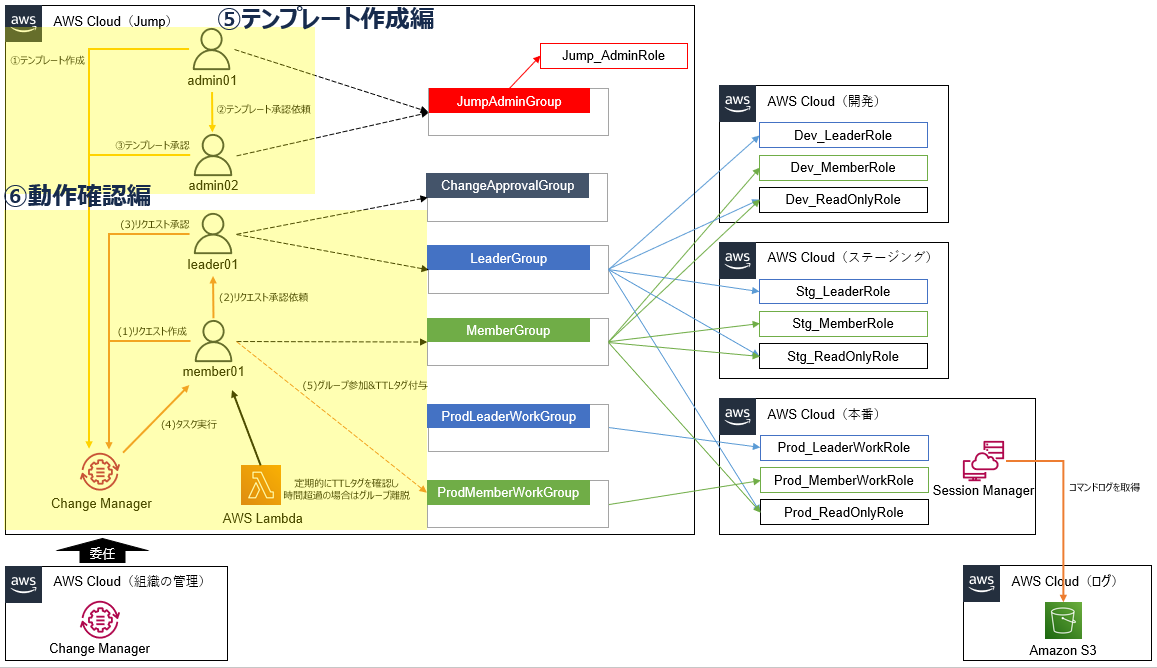 aws
AWS Cloud（Jump）
⑤テンプレート作成編
①テンプレート作成
admin01
②テンプレート承認依頼
③テンプレート承認
admin02
⑥動作確認編
(3)リクエスト承認
leader01
(2)リクエスト承認依頼
(1)リクエスト作成
member01
(5)グループ参加&TTLタグ付与
(4)タスク実行
Change Manager
定期的にTTLタグを確認し
時間超過の場合はグループ離脱
AWS Lambda
Jump_AdminRole
JumpAdminGroup
ChangeApprovalGroup
LeaderGroup
MemberGroup
ProdLeaderWorkGroup
ProdMemberWorkGroup
aws
AWS Cloud（開発）
Dev_LeaderRole
Dev_MemberRole
Dev_ReadOnlyRole
aws
AWS Cloud（ステージング）
Stg_LeaderRole
Stg_MemberRole
Stg_ReadOnlyRole
aws
AWS Cloud（本番）
Prod_LeaderWorkRole
Prod_MemberWorkRole
Prod_ReadOnlyRole
Session Manager
コマンドログを取得
委任
aws
AWS Cloud（組織の管理）
Change Manager
aws
AWS Cloud（ログ）
Amazon S3